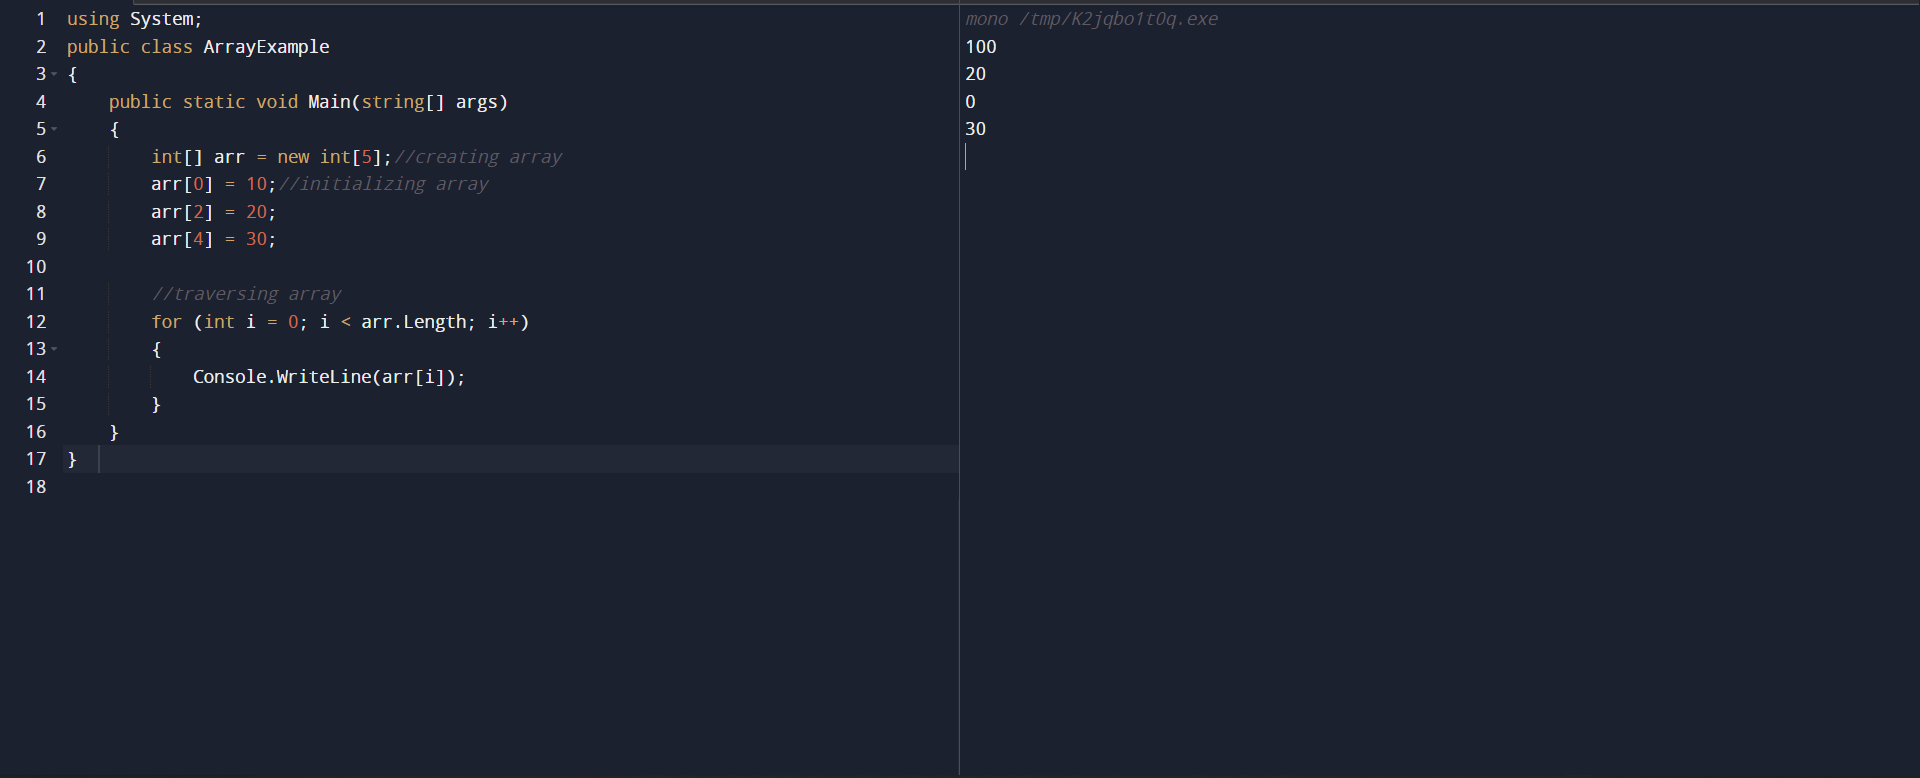 1 using System;
2 public class ArrayExample
3 {
4     public static void Main(string[] args)
5     {
6         int[] arr = new int[5];//creating array
7         arr[0] = 10;//initializing array
8         arr[2] = 20;
9         arr[4] = 30;
10
11         //traversing array
12         for (int i = 0; i < arr.Length; i++)
13         {
14             Console.WriteLine(arr[i]);
15         }
16     }
17 }
18
mono /tmp/K2jqbo1t0q.exe
100
20
0
30